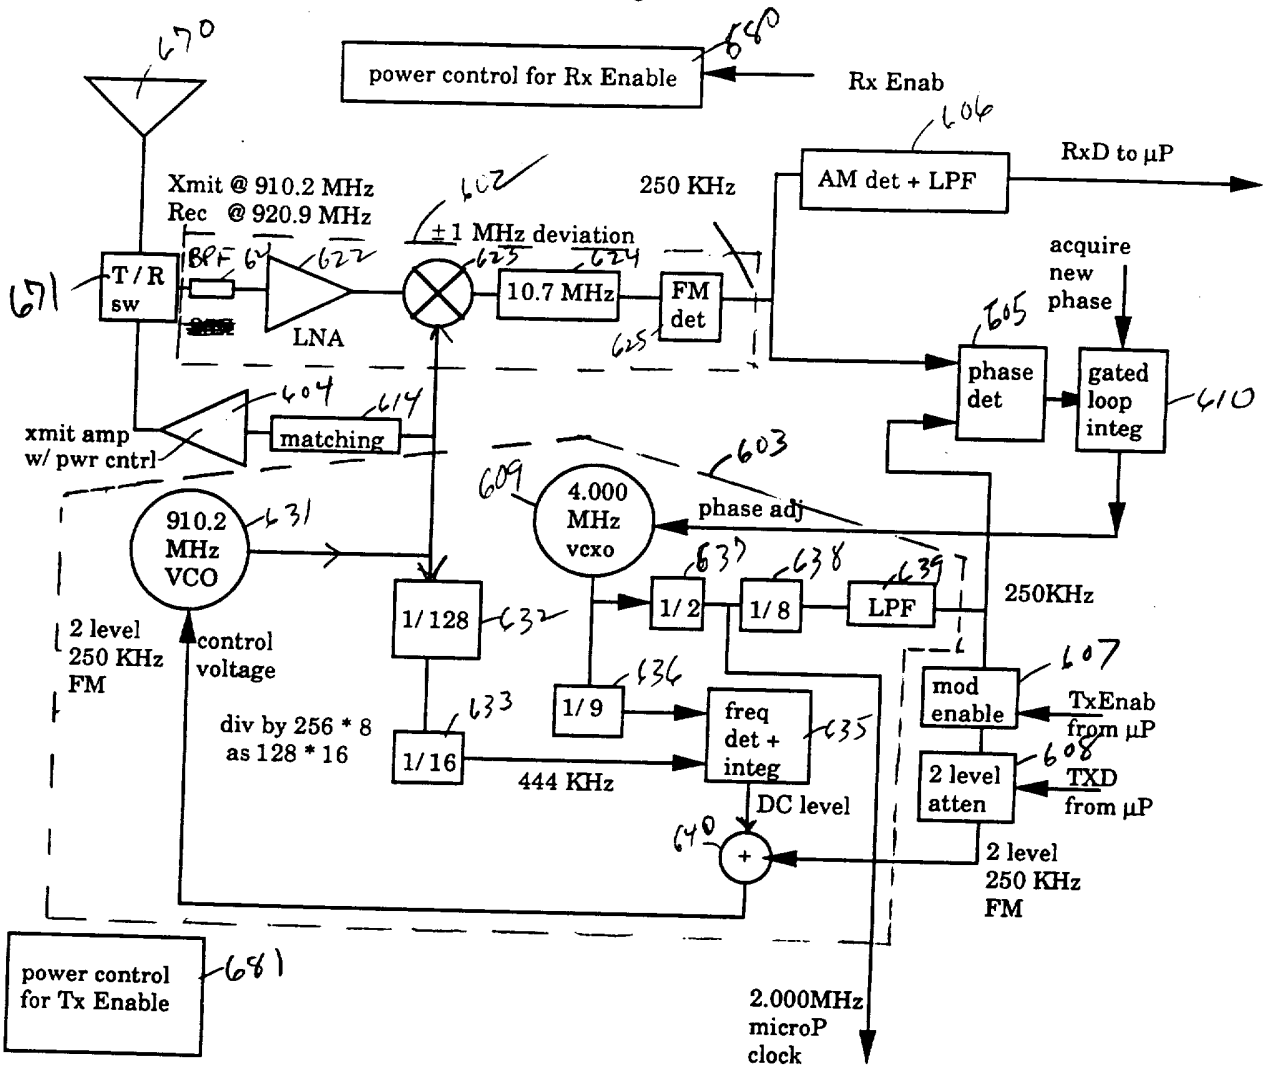 670
680
power control for Rx Enable
Rx Enab
606
RxD to µP
AM det + LPF
Xmit @ 910.2 MHz
Rec @ 920.9 MHz
602
250 KHz
± 1 MHz deviation
acquire
new
phase
671
T / R
sw
BPF
622
LNA
623
624
10.7 MHz
FM
det
625
605
phase
det
gated
loop
integ
610
604
614
matching
xmit amp
w/ pwr cntrl
603
609
4.000
MHz
vcxo
phase adj
910.2
MHz
VCO
631
637
638
639
1/ 2
1/ 8
LPF
250KHz
1/ 128
632
2 level
250 KHz
FM
control
voltage
636
1/ 9
freq
det +
integ
635
607
mod
enable
TxEnab
from µP
div by 256 * 8
as 128 * 16
633
1/ 16
444 KHz
608
2 level
atten
TXD
from µP
DC level
640
+
2 level
250 KHz
FM
power control
for Tx Enable
681
2.000MHz
microP
clock